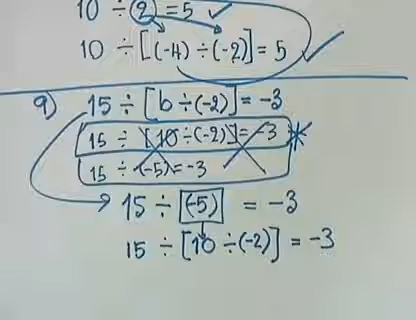 10 ÷ 2 = 5 ✓
10 ÷ [(-4) ÷ (-2)] = 5 ✓
9) 15 ÷ [b ÷ (-2)] = -3
15 ÷ [10 ÷ (-2)] = -3
15 ÷ (-5) = -3
15 ÷ (-5) = -3
15 ÷ [10 ÷ (-2)] = -3